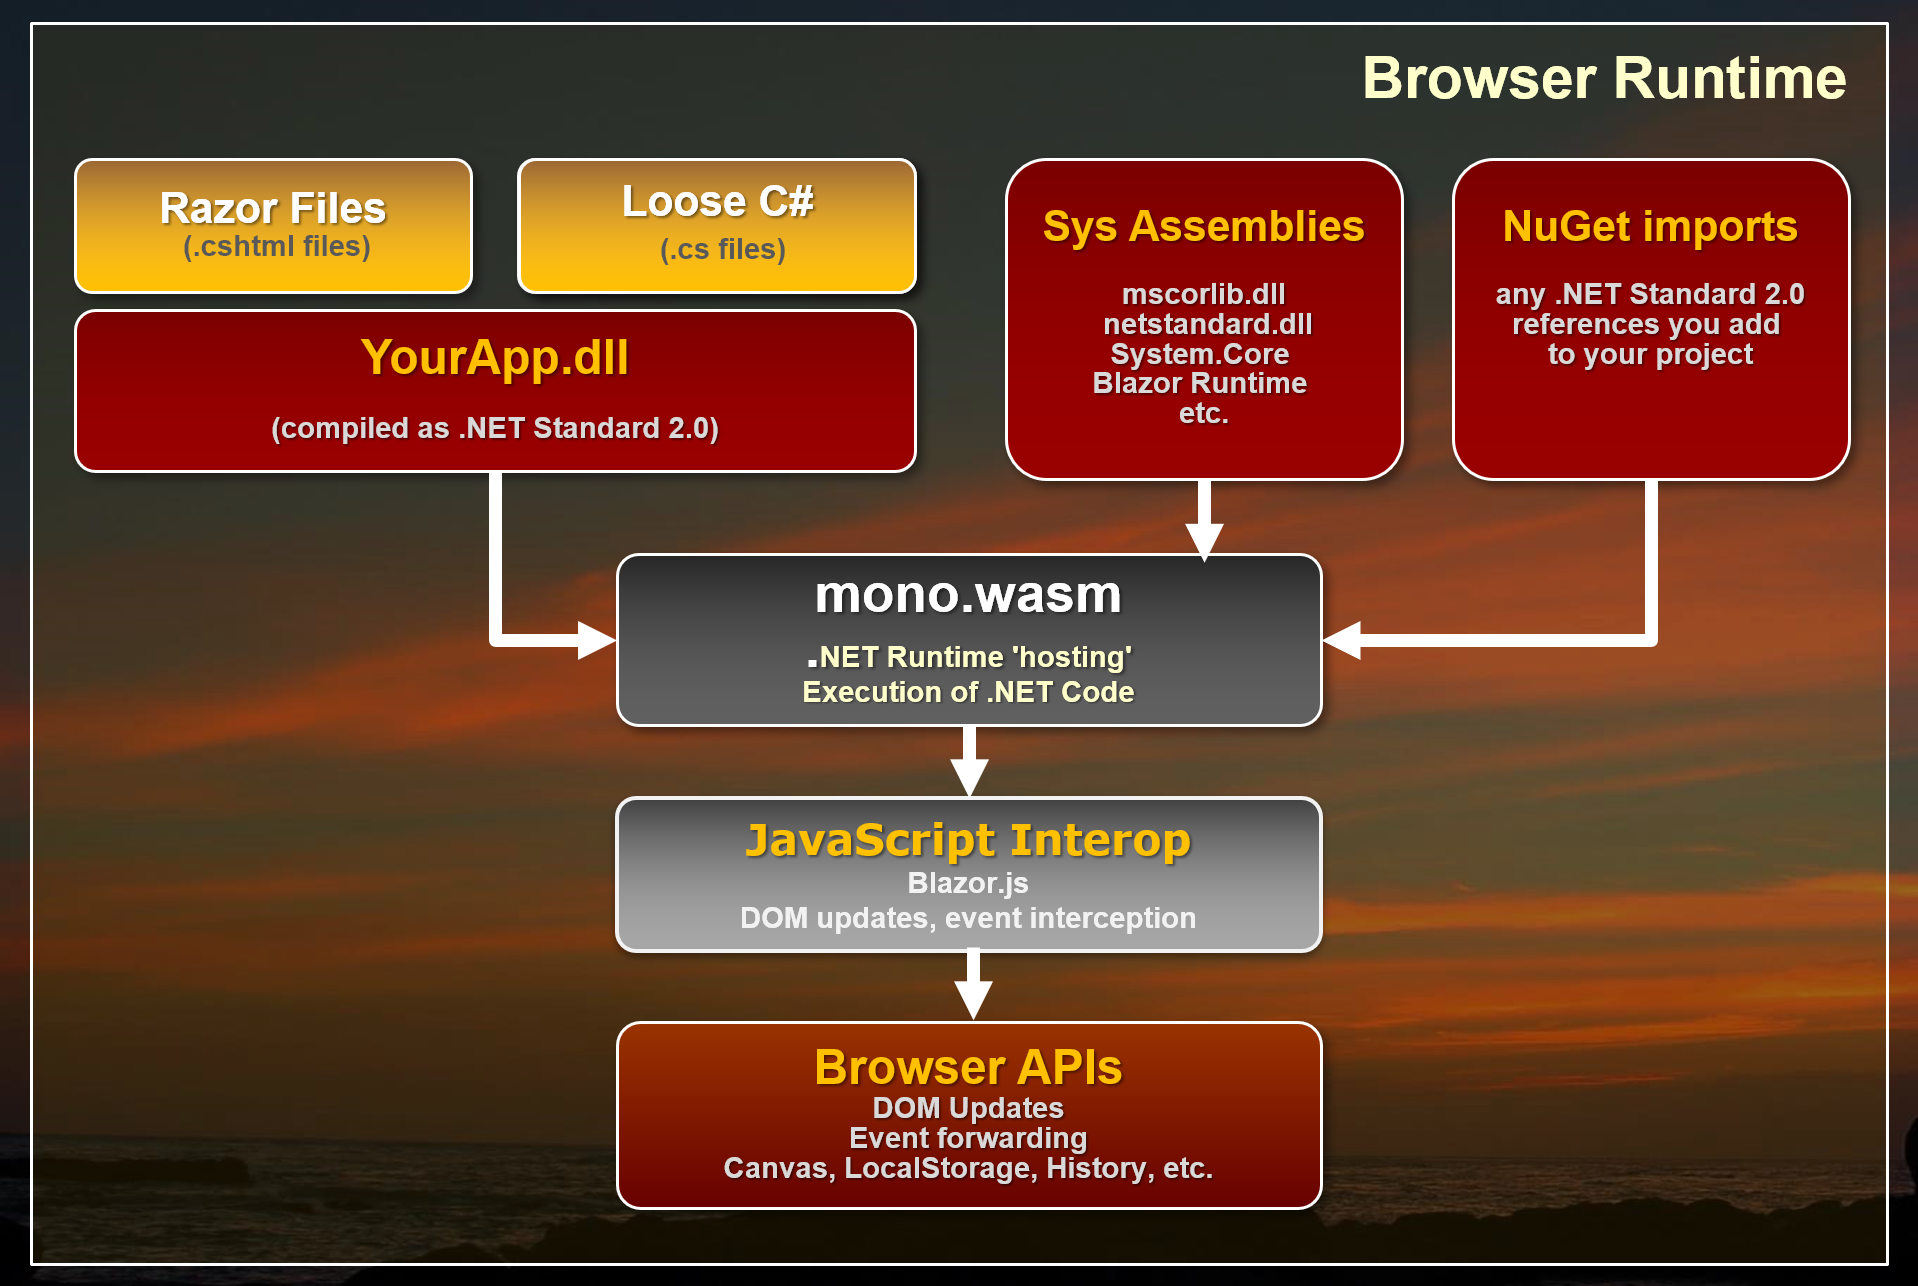 Browser Runtime
Razor Files
(.cshtml files)
Loose C#
(.cs files)
YourApp.dll
(compiled as .NET Standard 2.0)
Sys Assemblies
mscorlib.dll
netstandard.dll
System.Core
Blazor Runtime
etc.
NuGet imports
any .NET Standard 2.0
references you add
to your project
mono.wasm
.NET Runtime 'hosting'
Execution of .NET Code
JavaScript Interop
Blazor.js
DOM updates, event interception
Browser APIs
DOM Updates
Event forwarding
Canvas, LocalStorage, History, etc.